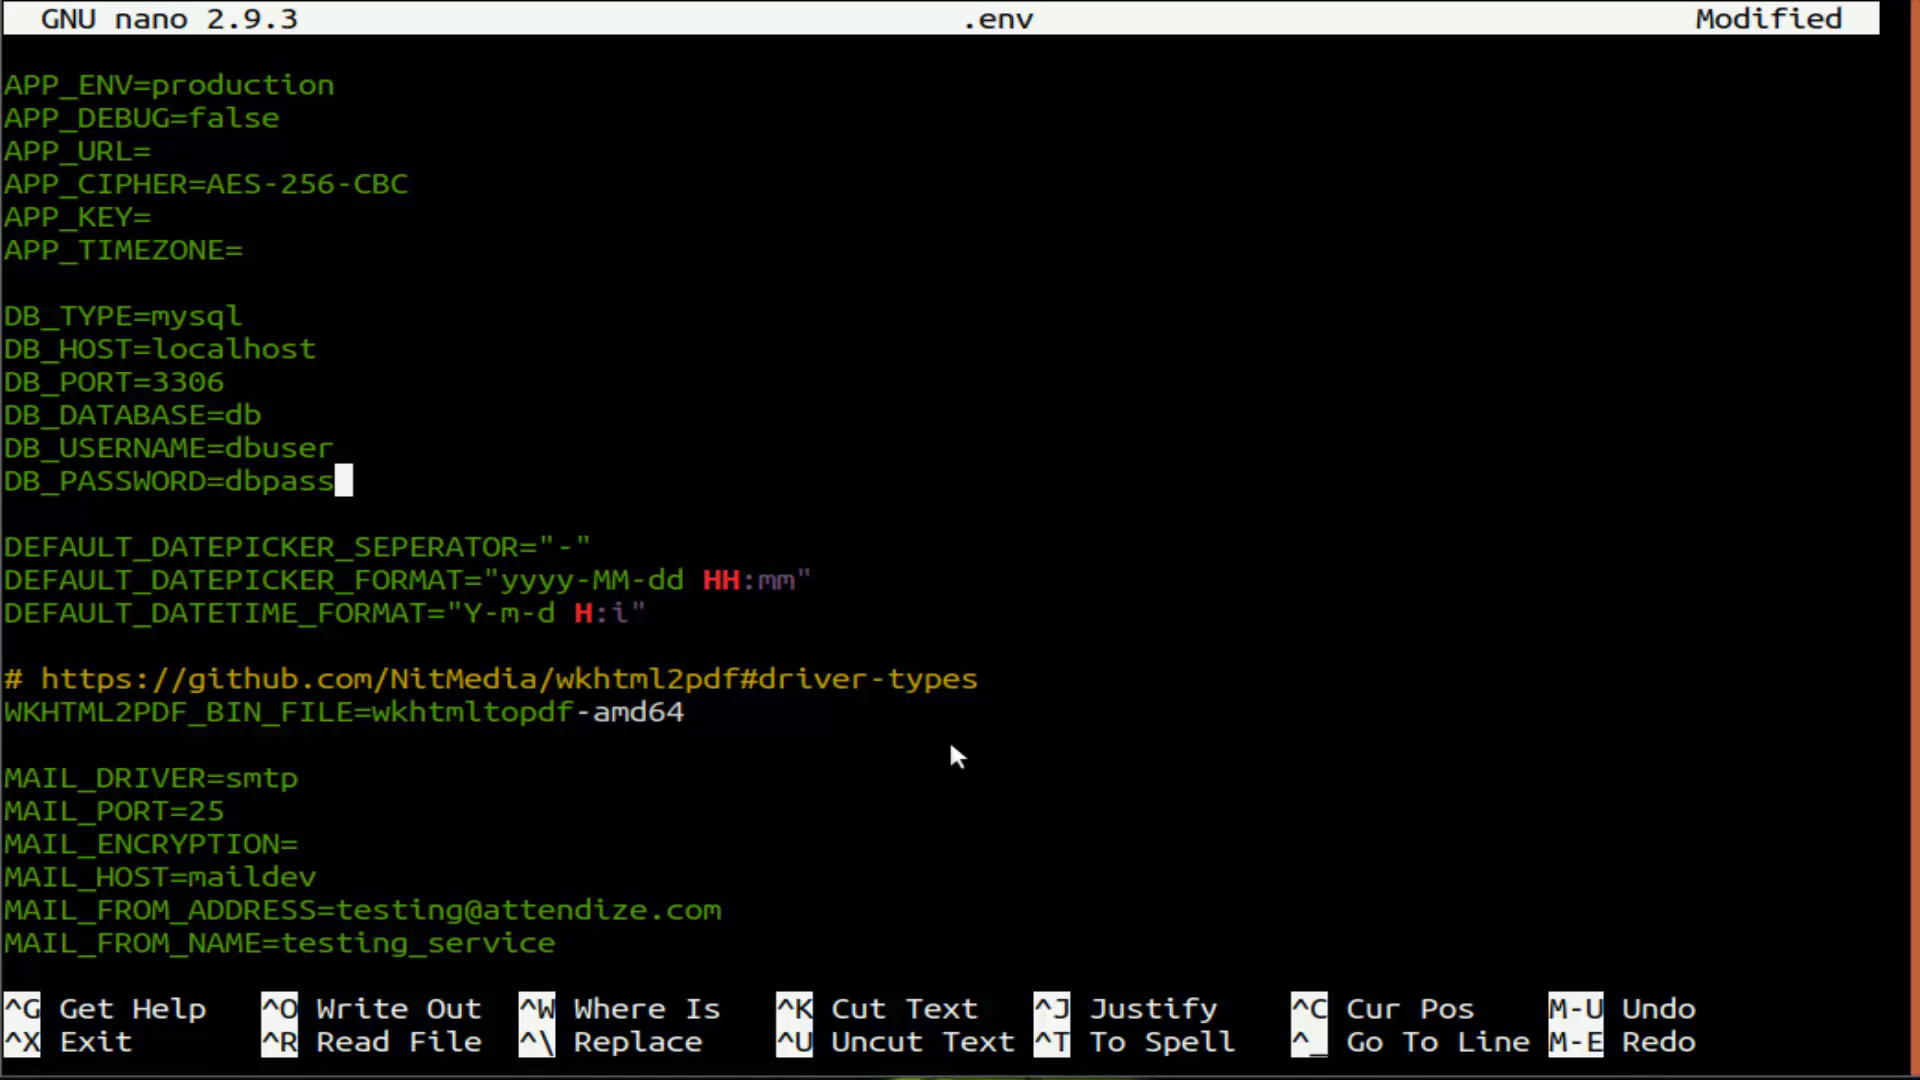 GNU nano 2.9.3 .env Modified
APP_ENV=production
APP_DEBUG=false
APP_URL=
APP_CIPHER=AES-256-CBC
APP_KEY=
APP_TIMEZONE=
DB_TYPE=mysql
DB_HOST=localhost
DB_PORT=3306
DB_DATABASE=db
DB_USERNAME=dbuser
DB_PASSWORD=dbpass
DEFAULT_DATEPICKER_SEPERATOR="-"
DEFAULT_DATEPICKER_FORMAT="yyyy-MM-dd HH:mm"
DEFAULT_DATETIME_FORMAT="Y-m-d H:i"
# https://github.com/NitMedia/wkhtml2pdf#driver-types
WKHTML2PDF_BIN_FILE=wkhtmltopdf-amd64
MAIL_DRIVER=smtp
MAIL_PORT=25
MAIL_ENCRYPTION=
MAIL_HOST=maildev
MAIL_FROM_ADDRESS=testing@attendize.com
MAIL_FROM_NAME=testing_service
^G Get Help ^O Write Out ^W Where Is ^K Cut Text ^J Justify ^C Cur Pos M-U Undo
^X Exit ^R Read File ^\ Replace ^U Uncut Text ^T To Spell ^_ Go To Line M-E Redo